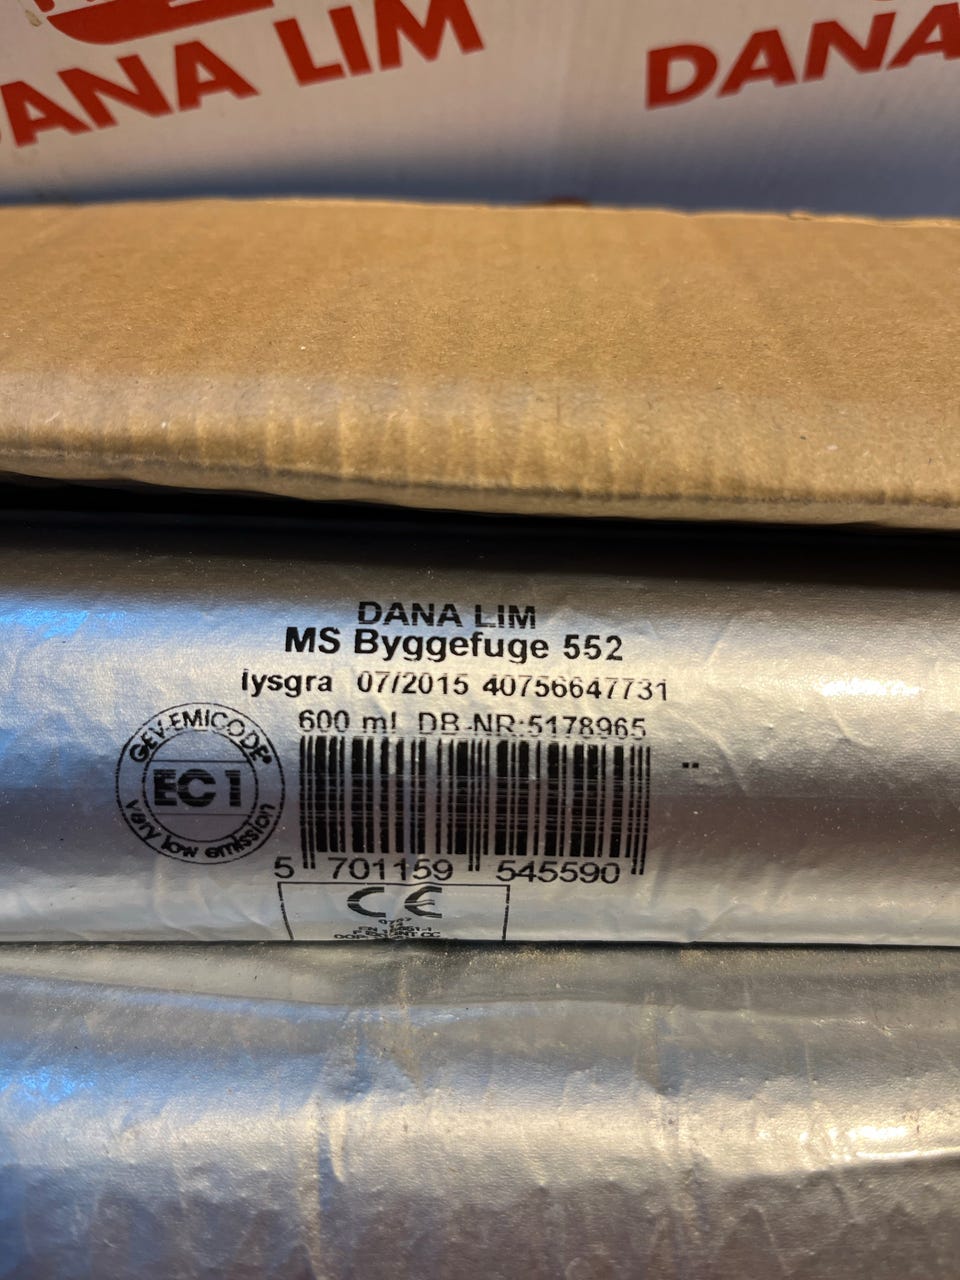 DANA LIM
DANA
DANA LIM
MS Byggefuge 552
lysgra 07/2015 40756647731
600 ml DB-NR:5178965
GEV-EMICODE®
EC1
very low emission
5 701159 545590
CE